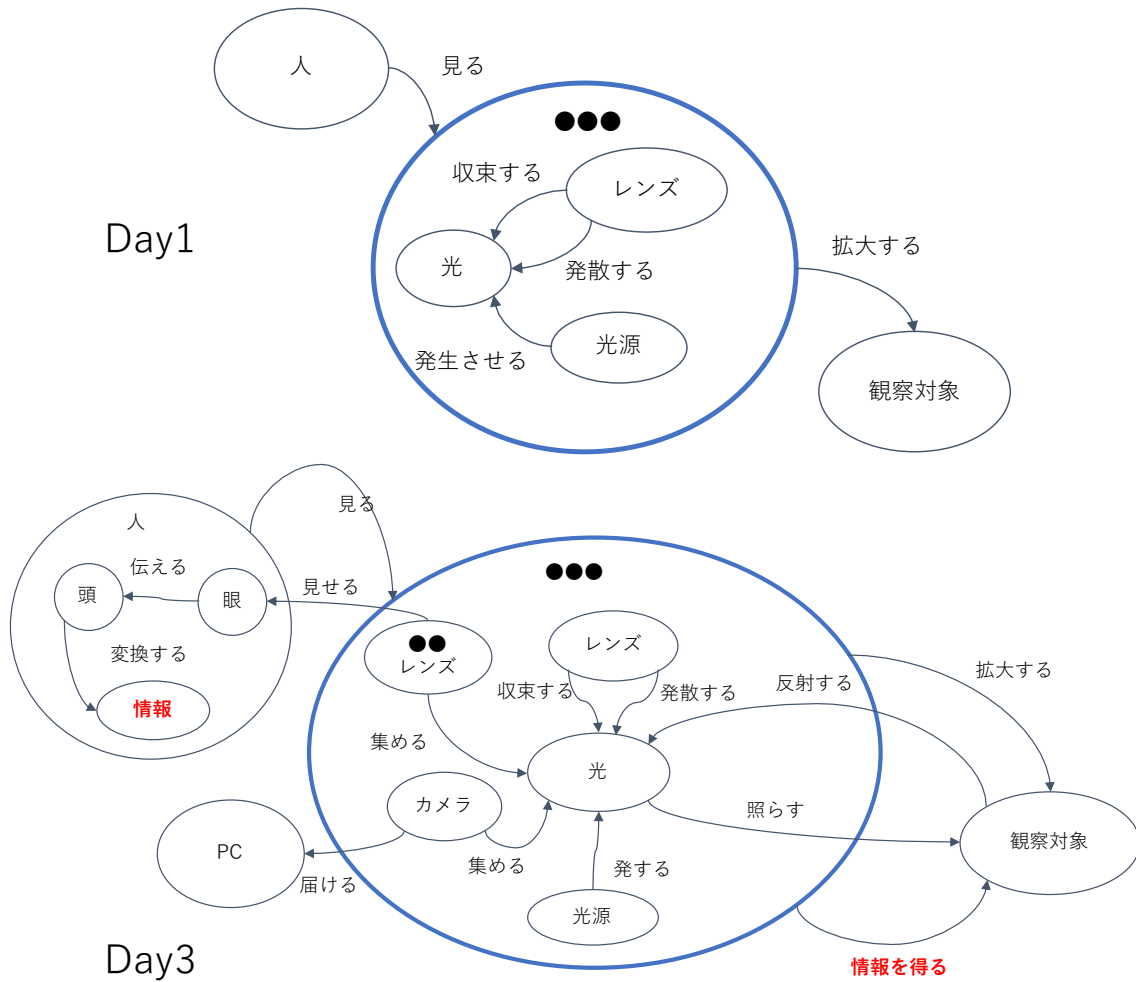 人
見る
●●●
収束する
レンズ
Day1
光
発散する
拡大する
発生させる
光源
観察対象
見る
人
●●●
伝える
頭
眼
見せる
●●
レンズ
レンズ
変換する
拡大する
収束する
発散する
反射する
情報
集める
光
カメラ
照らす
PC
集める
発する
観察対象
届ける
光源
Day3
情報を得る